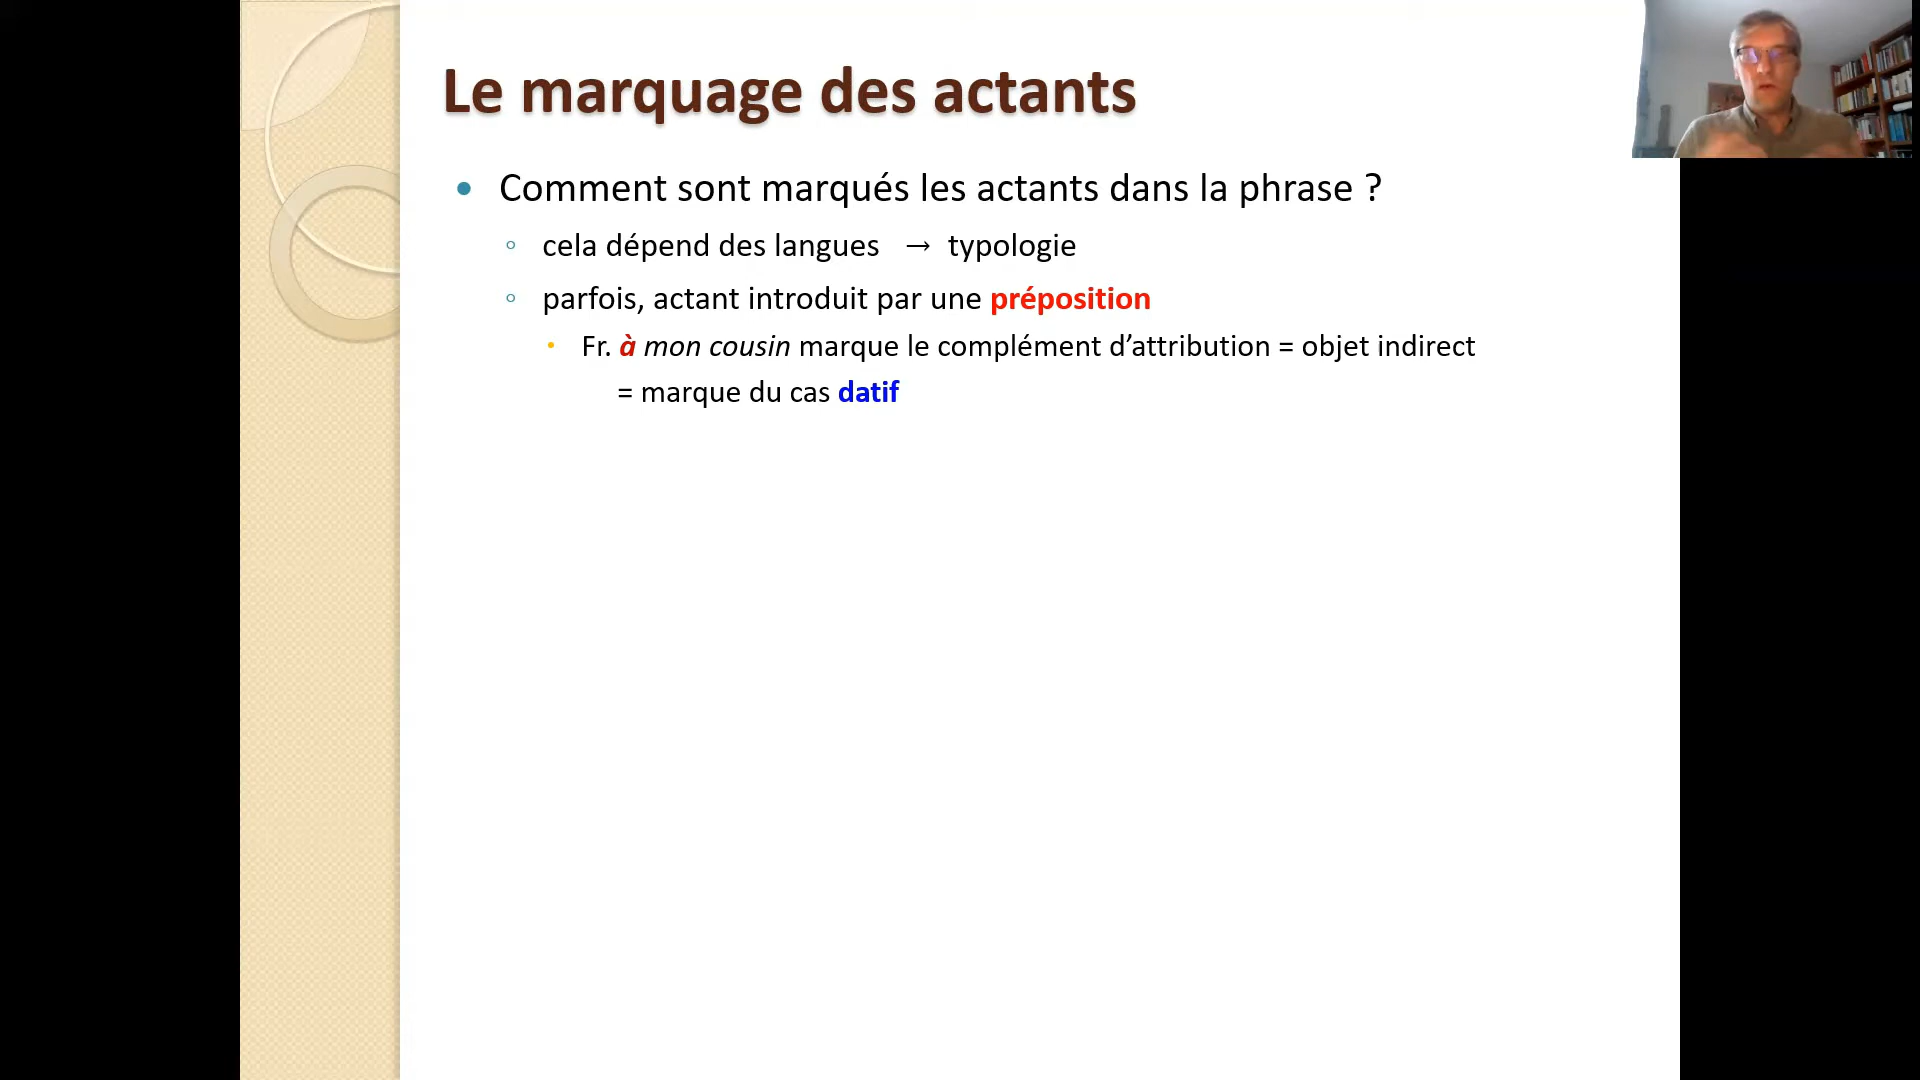 Le marquage des actants
Comment sont marqués les actants dans la phrase ?
cela dépend des langues → typologie
parfois, actant introduit par une préposition
Fr. à mon cousin marque le complément d’attribution = objet indirect
= marque du cas datif